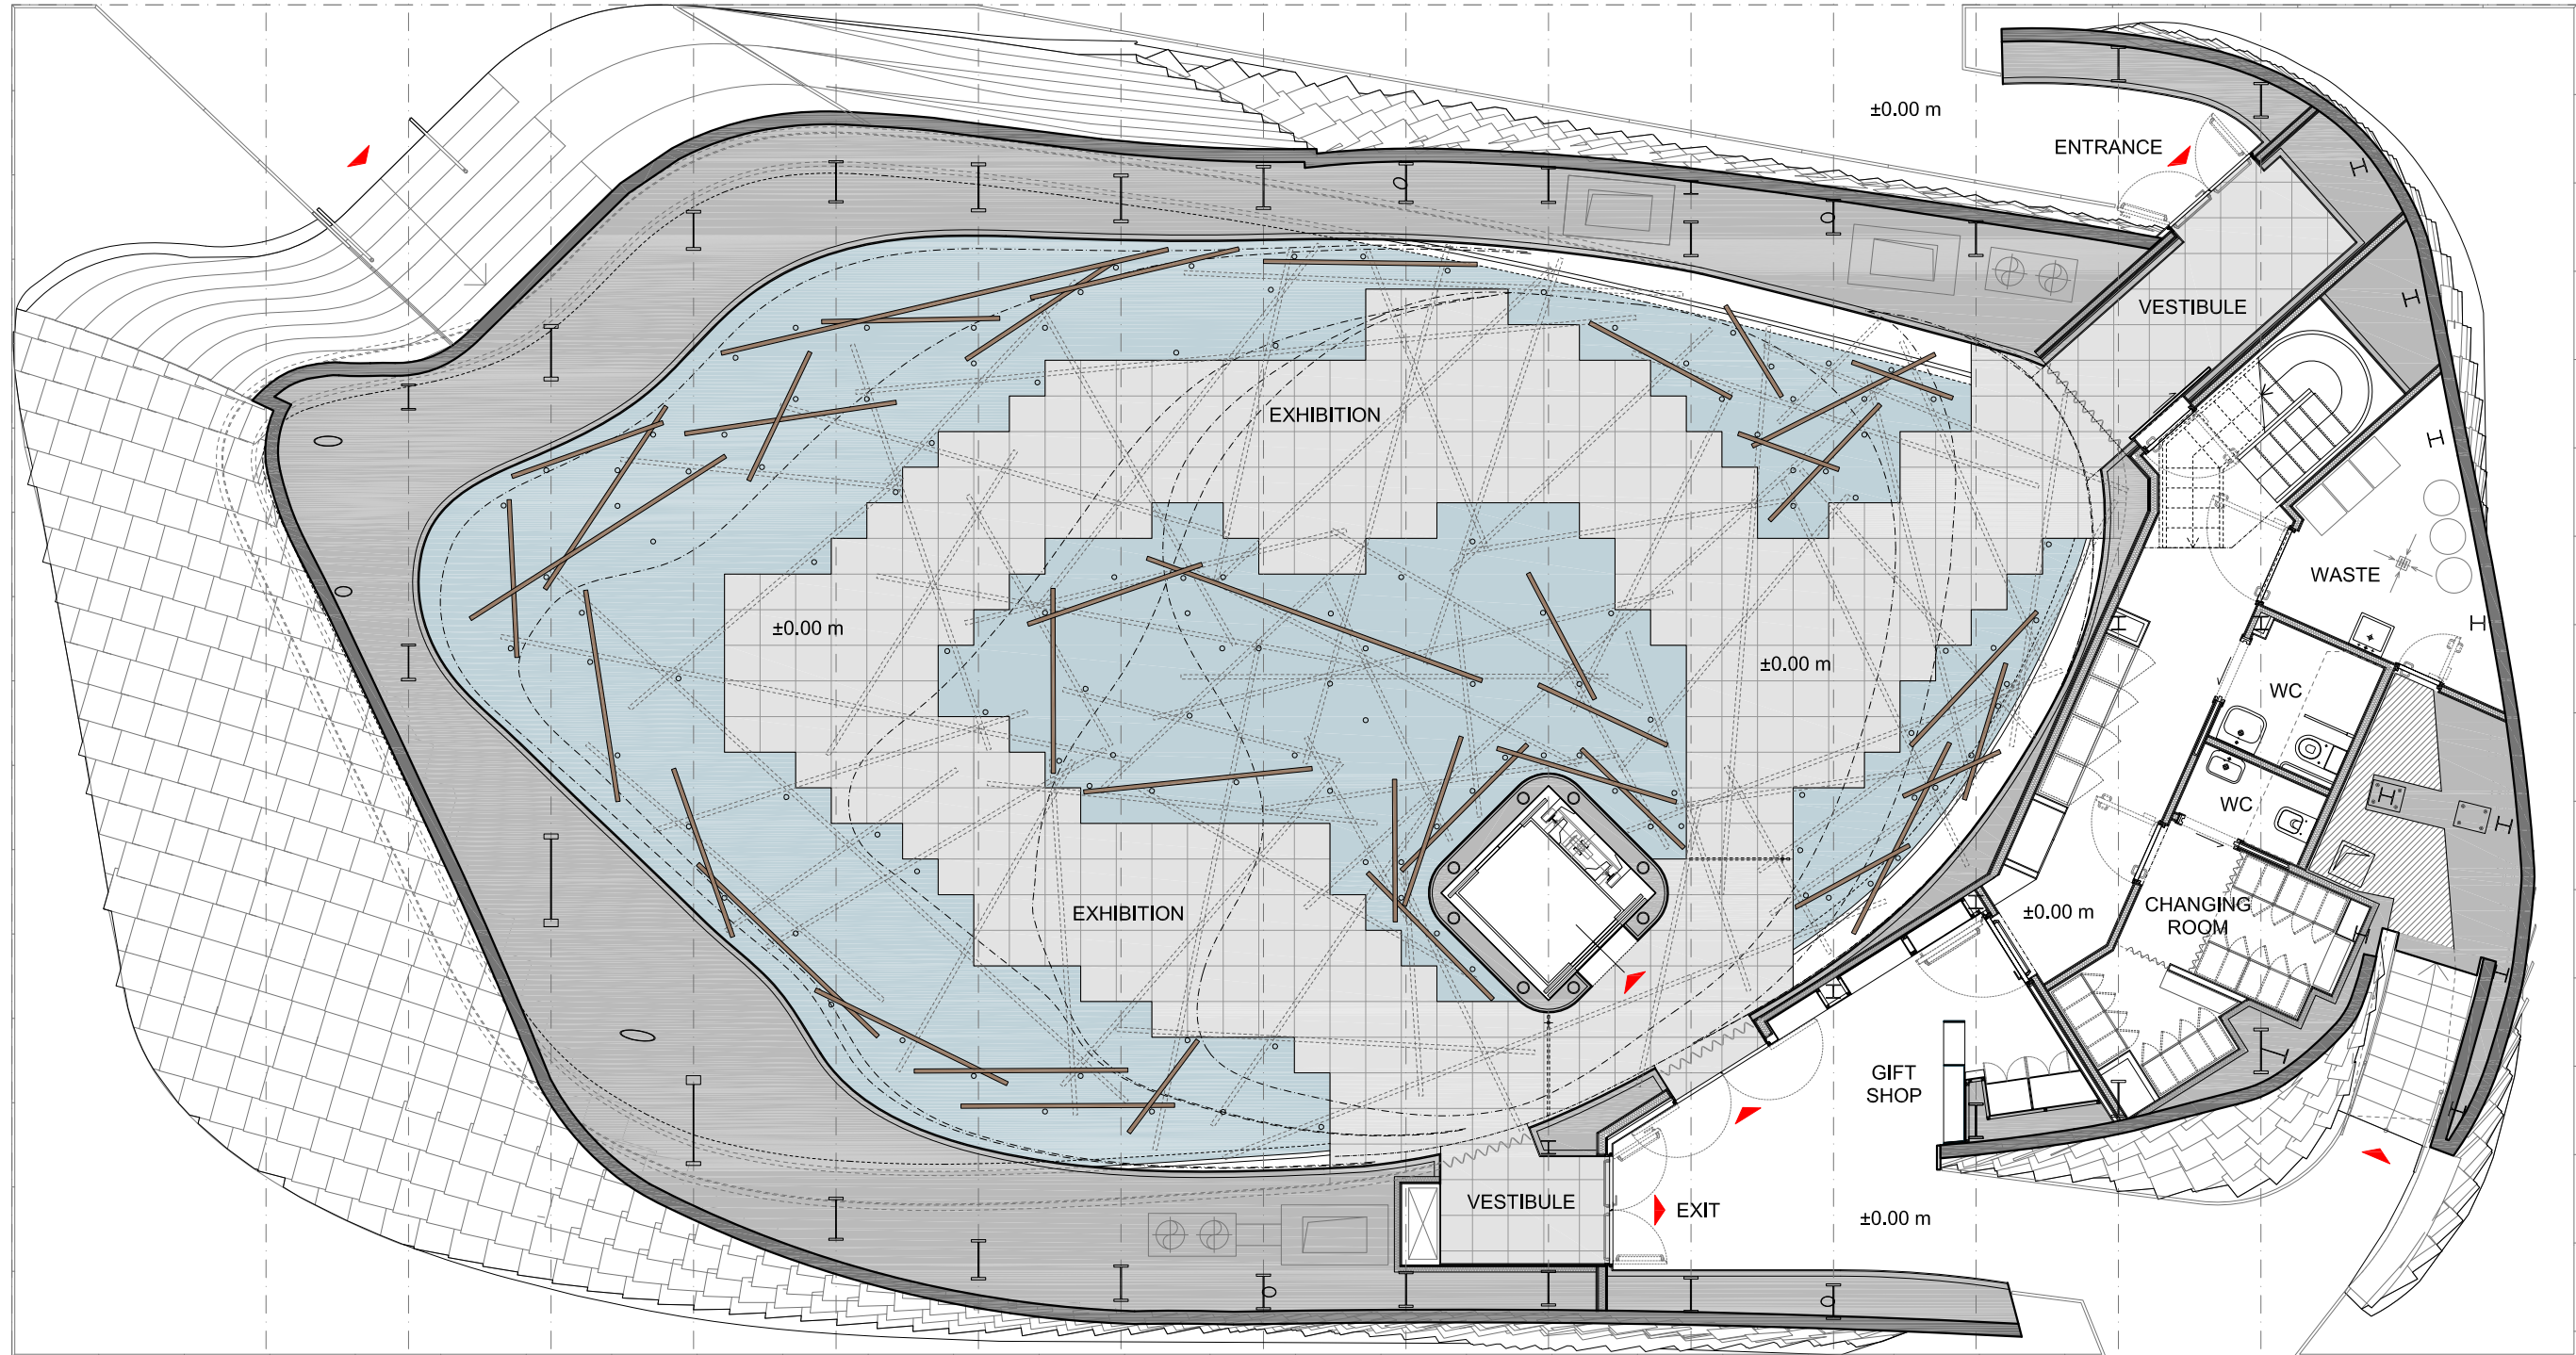 ±0.00 m
ENTRANCE
VESTIBULE
EXHIBITION
WASTE
±0.00 m
±0.00 m
WC
WC
EXHIBITION
±0.00 m
CHANGING
ROOM
GIFT
SHOP
VESTIBULE
EXIT
±0.00 m